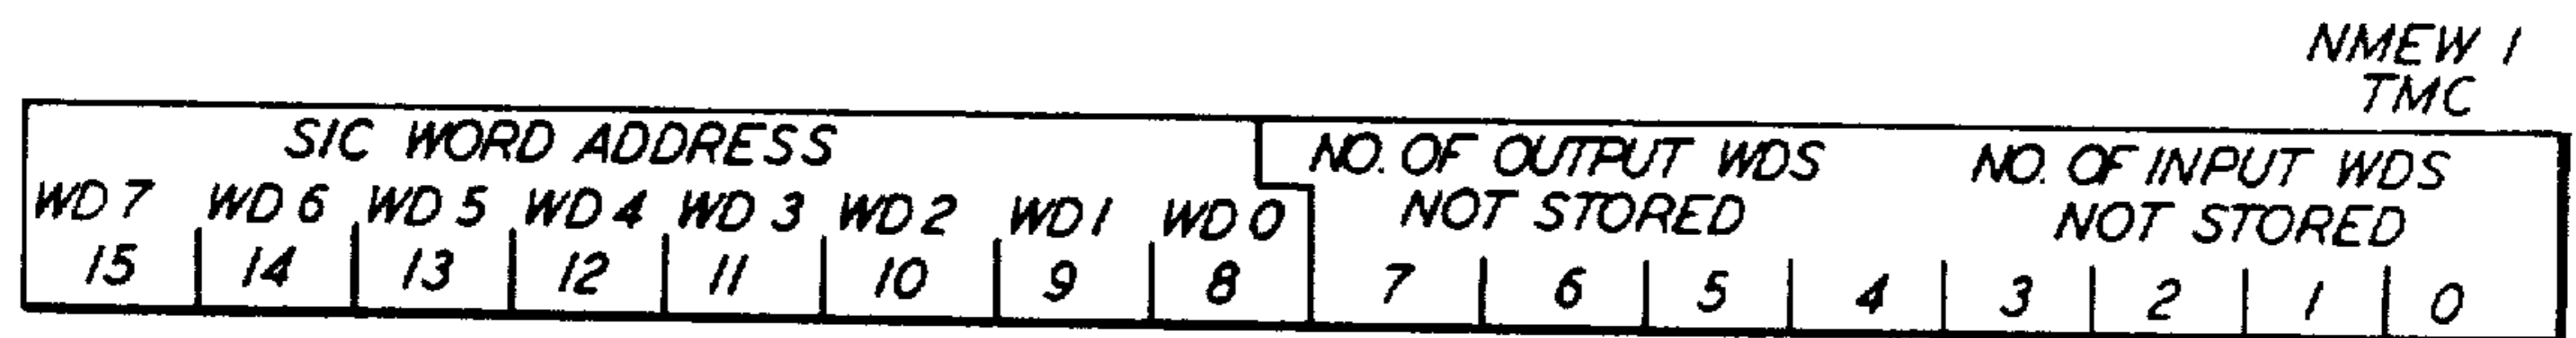 NMEW 1
TMC
SIC WORD ADDRESS
NO. OF OUTPUT WDS NOT STORED
NO. OF INPUT WDS NOT STORED
WD 7 WD 6 WD 5 WD 4 WD 3 WD 2 WD 1 WD 0
15 14 13 12 11 10 9 8 7 6 5 4 3 2 1 0